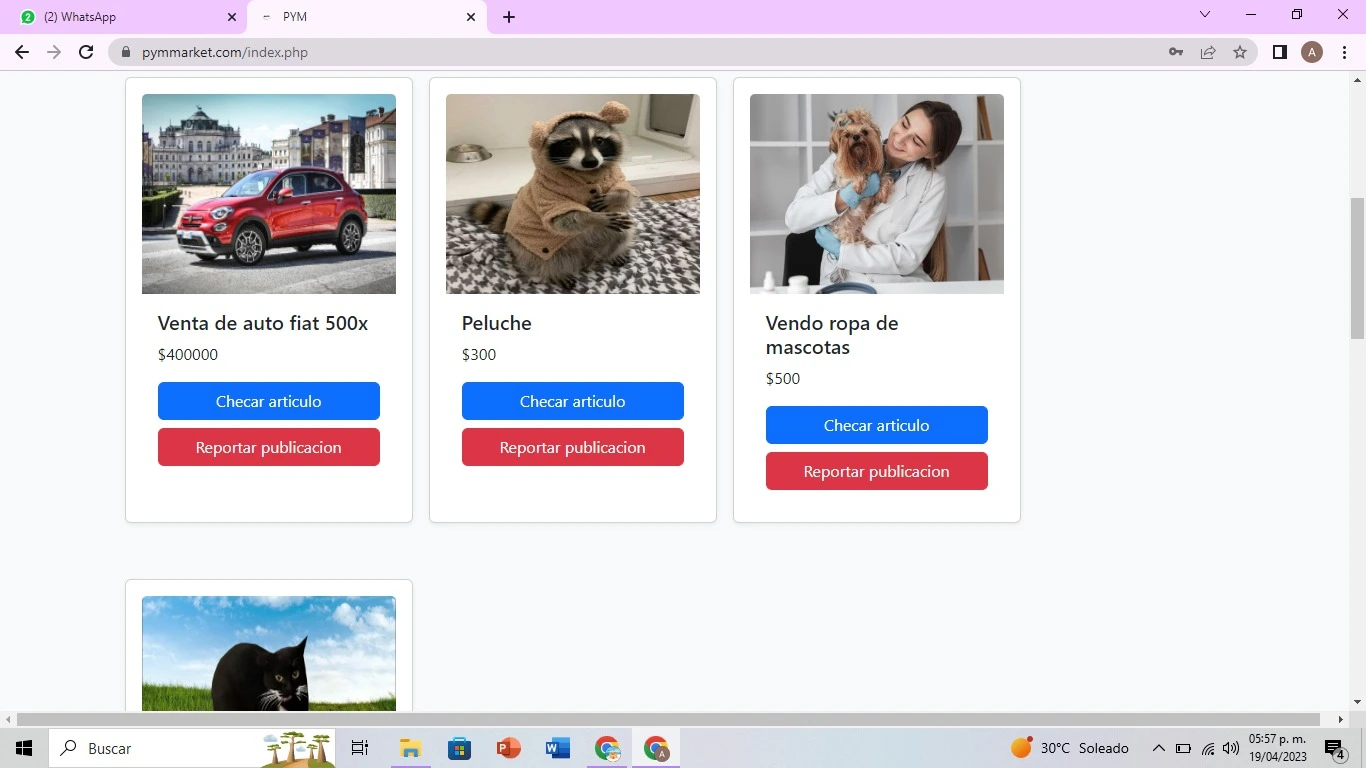 (2) WhatsApp
PYM
pymmarket.com/index.php
A
Venta de auto fiat 500x
$400000
Checar articulo
Reportar publicacion
Peluche
$300
Checar articulo
Reportar publicacion
Vendo ropa de
mascotas
$500
Checar articulo
Reportar publicacion
Buscar
30°C Soleado
05:57 p. m.
19/04/2023
4